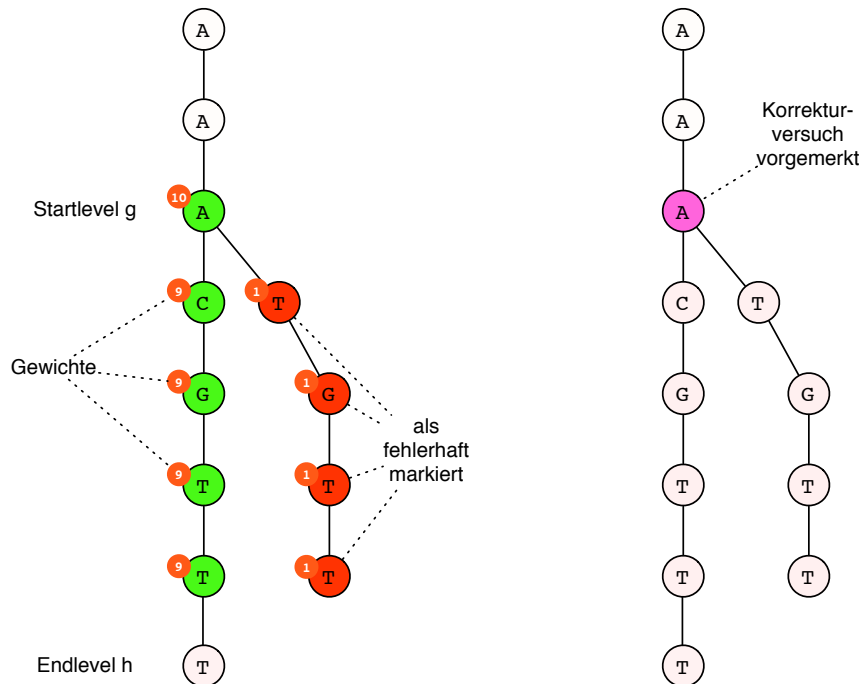 A
A
A
A
Korrektur-
versuch
vorgemerkt
Startlevel g
10
A
A
9
C
1
T
C
T
Gewichte
9
G
1
G
G
G
als
fehlerhaft
markiert
9
T
1
T
T
T
9
T
1
T
T
T
Endlevel h
T
T